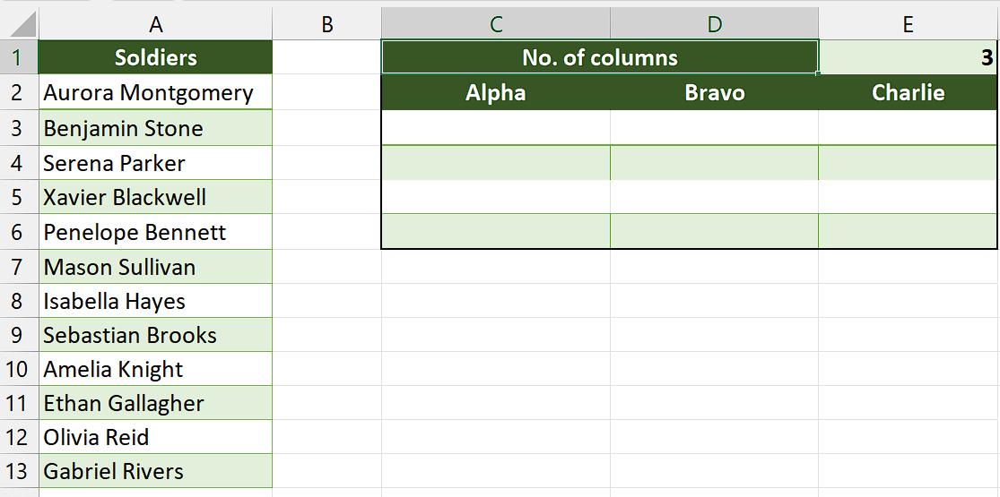 A B C D E
1 Soldiers No. of columns 3
2 Aurora Montgomery Alpha Bravo Charlie
3 Benjamin Stone
4 Serena Parker
5 Xavier Blackwell
6 Penelope Bennett
7 Mason Sullivan
8 Isabella Hayes
9 Sebastian Brooks
10 Amelia Knight
11 Ethan Gallagher
12 Olivia Reid
13 Gabriel Rivers